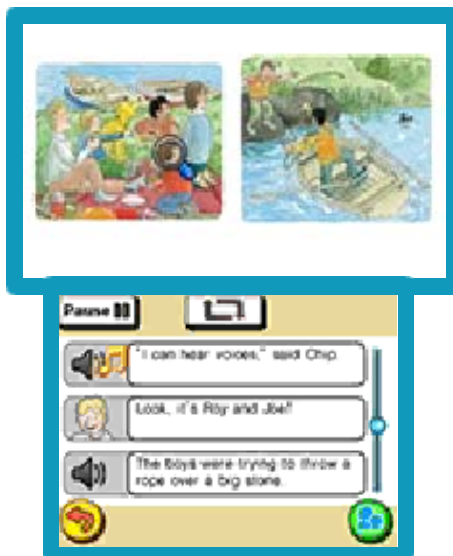 Pause
"I can hear voices," said Chip.
Look, it's Roy and Joe!
The boys were trying to throw a
rope over a big stone.